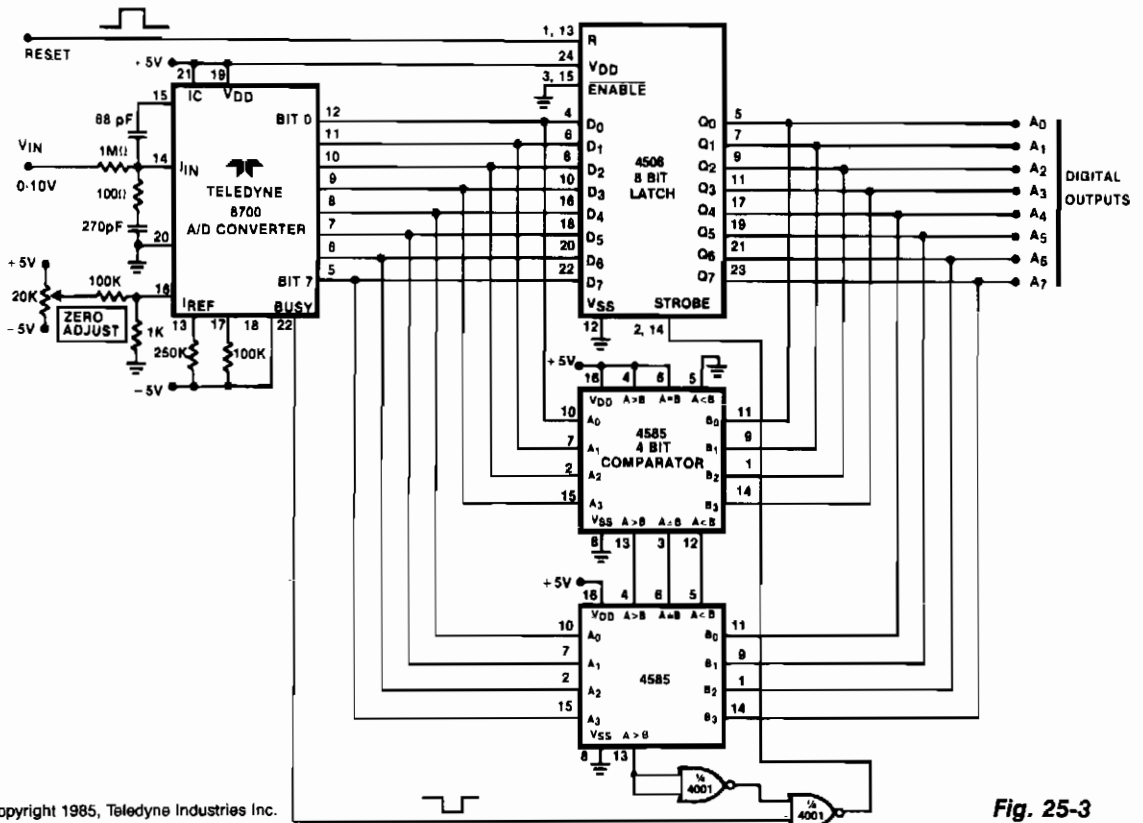 RESET
+5V
21
19
IC
VDD
15
68 pF
VIN
0-10V
1MΩ
14
IIN
100Ω
270pF
20
TELEDYNE
8700
A/D CONVERTER
BIT 0
12
11
10
9
8
7
6
5
BIT 7
BUSY
+5V
20K
-5V
100K
16
ZERO
ADJUST
1K
IREF
13
17
18
22
250K
100K
-5V
1, 13
R
24
VDD
3, 15
ENABLE
4
D0
6
D1
8
D2
10
D3
16
D4
18
D5
20
D6
22
D7
4508
8 BIT
LATCH
Q0
5
Q1
7
Q2
9
Q3
11
Q4
17
Q5
19
Q6
21
Q7
23
A0
A1
A2
A3
A4
A5
A6
A7
DIGITAL
OUTPUTS
VSS
STROBE
12
2, 14
+5V
16
4
6
5
VDD
A>B
A=B
A<B
10
A0
7
A1
2
A2
15
A3
4585
4 BIT
COMPARATOR
B0
11
B1
9
B2
1
B3
14
VSS
A>B
A=B
A<B
8
13
3
12
+5V
16
4
6
5
VDD
A>B
A=B
A<B
10
A0
7
A1
2
A2
15
A3
4585
B0
11
B1
9
B2
1
B3
14
VSS
A>B
8
13
¼
4001
¼
4001
opyright 1985, Teledyne Industries Inc.
Fig. 25-3